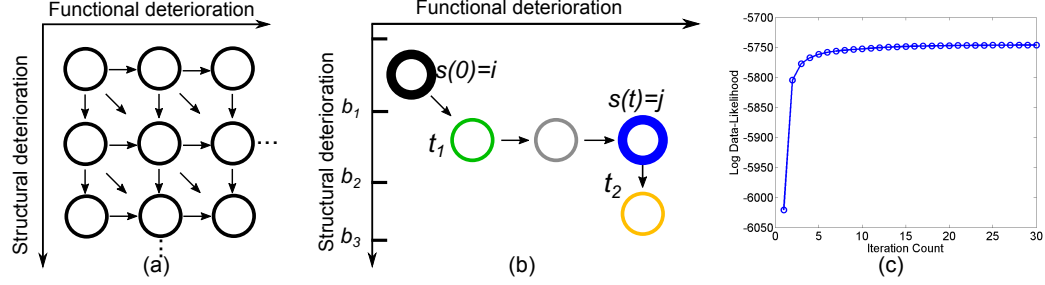 Functional deterioration
Structural deterioration
...
...
(a)
Functional deterioration
Structural deterioration
s(0)=i
b1
t1
s(t)=j
b2
t2
b3
(b)
-5700
-5750
-5800
-5850
-5900
-5950
-6000
-6050
Log Data-Likelihood
0 5 10 15 20 25 30
Iteration Count
(c)